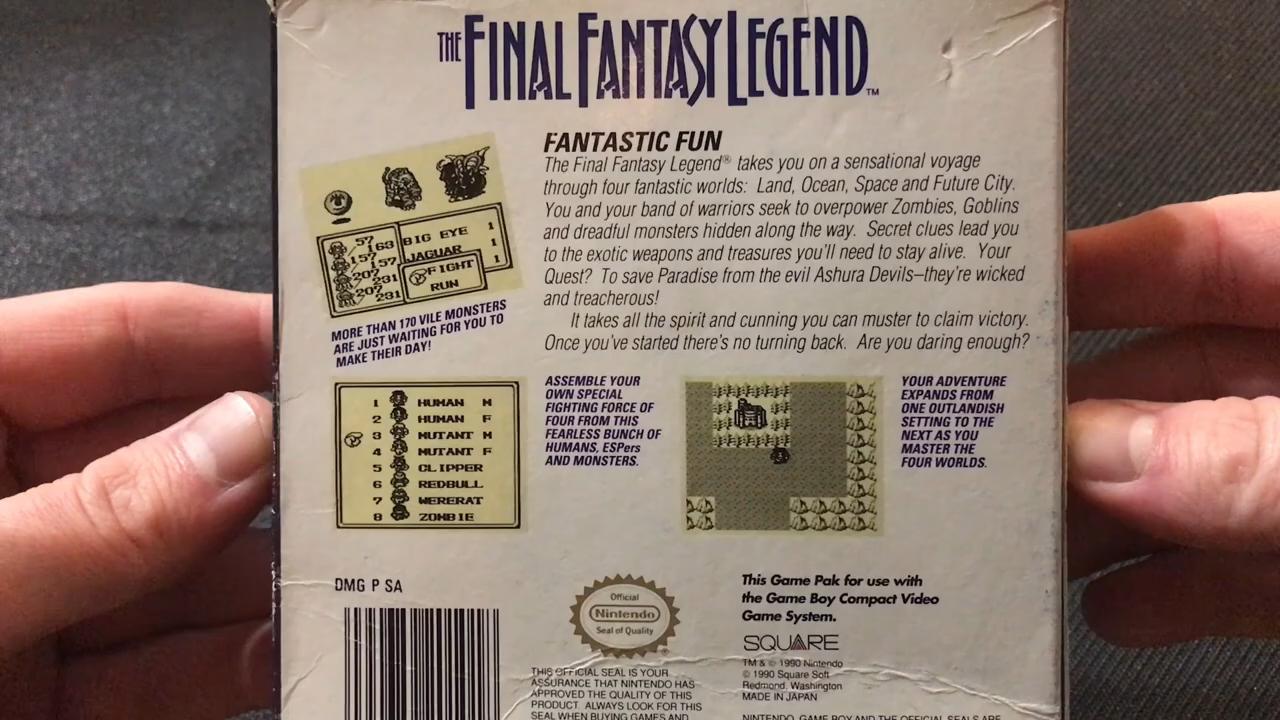 THE FINAL FANTASY LEGEND™
FANTASTIC FUN
The Final Fantasy Legend® takes you on a sensational voyage
through four fantastic worlds: Land, Ocean, Space and Future City.
You and your band of warriors seek to overpower Zombies, Goblins
and dreadful monsters hidden along the way. Secret clues lead you
to the exotic weapons and treasures you'll need to stay alive. Your
Quest? To save Paradise from the evil Ashura Devils—they're wicked
and treacherous!
It takes all the spirit and cunning you can muster to claim victory.
Once you've started there's no turning back. Are you daring enough?
57
163
157
157
207
231
207
231
BIG EYE 1
JAGUAR 1
1
FIGHT
RUN
MORE THAN 170 VILE MONSTERS
ARE JUST WAITING FOR YOU TO
MAKE THEIR DAY!
1 HUMAN M
2 HUMAN F
3 MUTANT M
4 MUTANT F
5 CLIPPER
6 REDBULL
7 WERERAT
8 ZOMBIE
ASSEMBLE YOUR
OWN SPECIAL
FIGHTING FORCE OF
FOUR FROM THIS
FEARLESS BUNCH OF
HUMANS, ESPers
AND MONSTERS.
YOUR ADVENTURE
EXPANDS FROM
ONE OUTLANDISH
SETTING TO THE
NEXT AS YOU
MASTER THE
FOUR WORLDS.
DMG P SA
Official
Nintendo
Seal of Quality
®
THIS OFFICIAL SEAL IS YOUR
ASSURANCE THAT NINTENDO HAS
APPROVED THE QUALITY OF THIS
PRODUCT. ALWAYS LOOK FOR THIS
SEAL WHEN BUYING GAMES AND
This Game Pak for use with
the Game Boy Compact Video
Game System.
SQUARE
TM & © 1990 Nintendo
© 1990 Square Soft
Redmond, Washington
MADE IN JAPAN
NINTENDO, GAME BOY AND THE OFFICIAL SEALS ARE